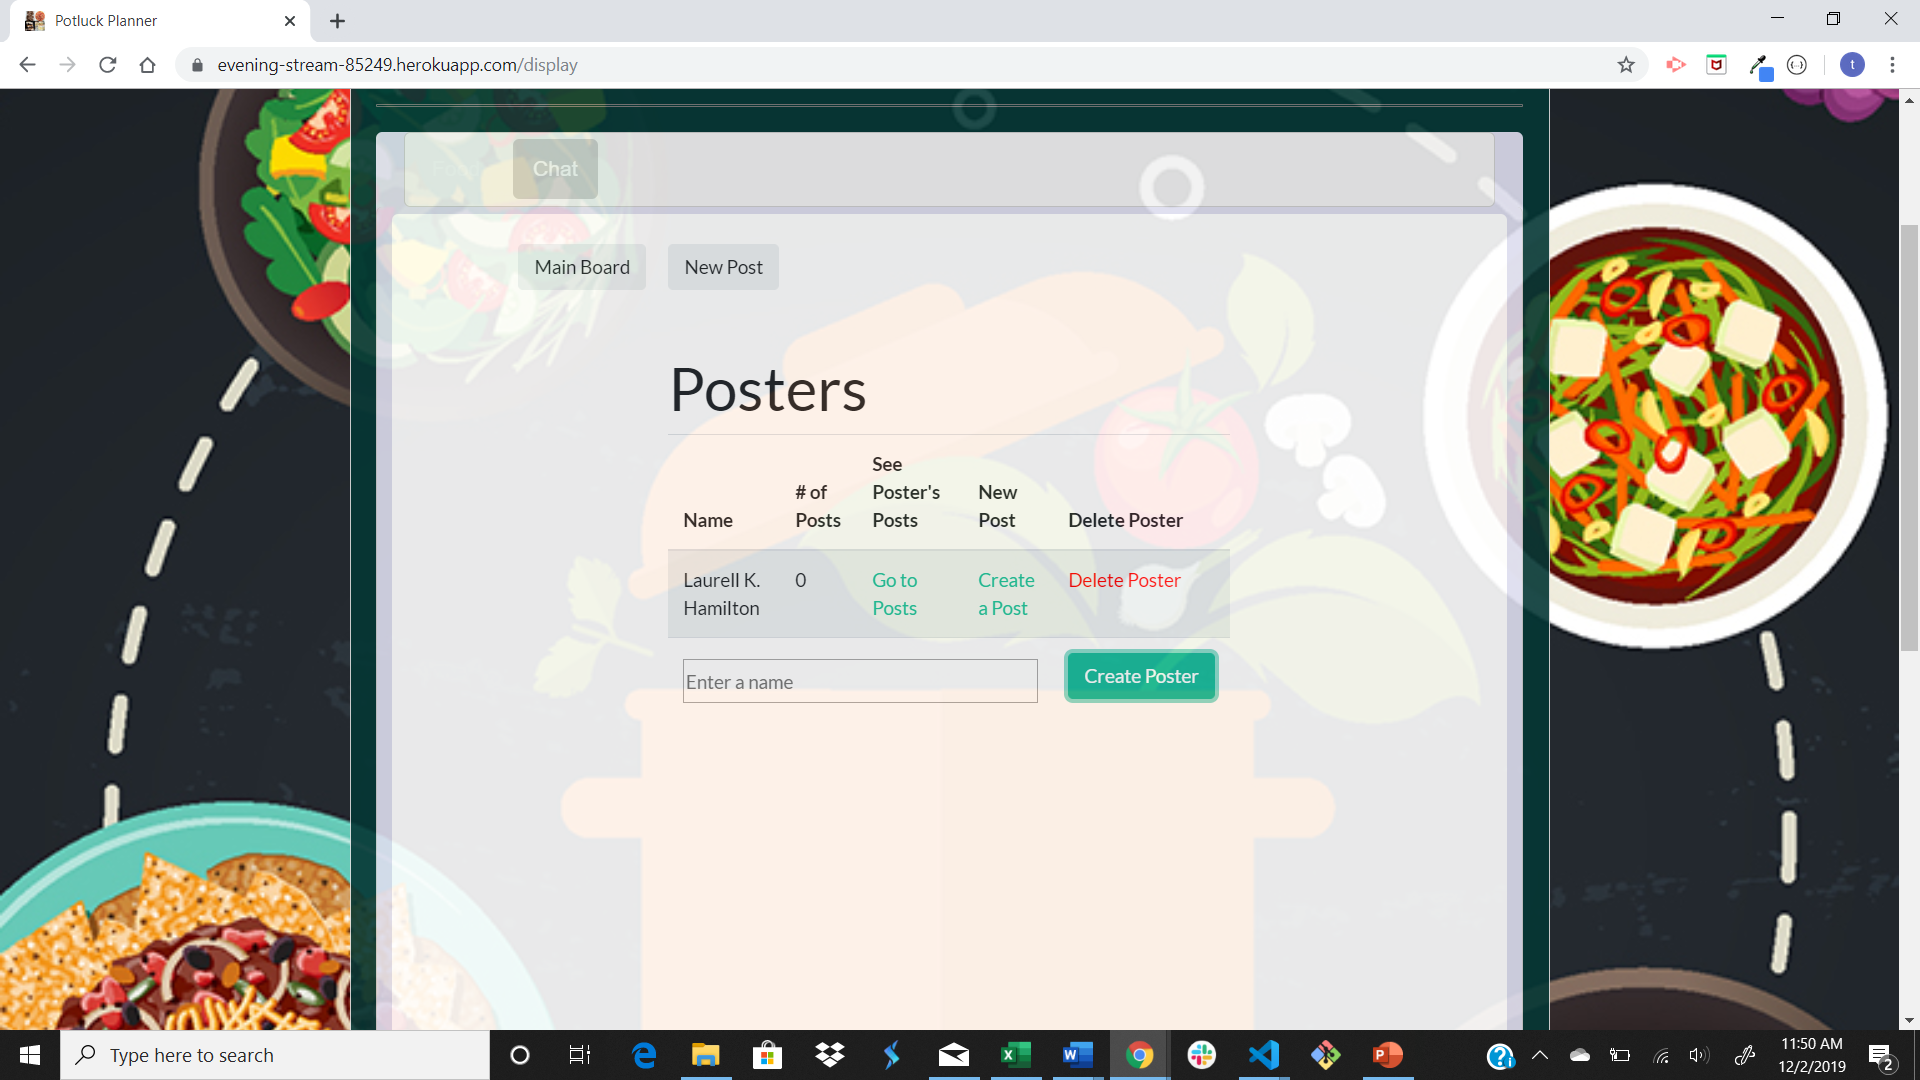 Potluck Planner
evening-stream-85249.herokuapp.com/display
t
Chat
Main Board
New Post
Posters
Name
# of
Posts
See
Poster's
Posts
New
Post
Delete Poster
Laurell K.
Hamilton
0
Go to
Posts
Create
a Post
Delete Poster
Enter a name
Create Poster
Type here to search
11:50 AM
12/2/2019
2